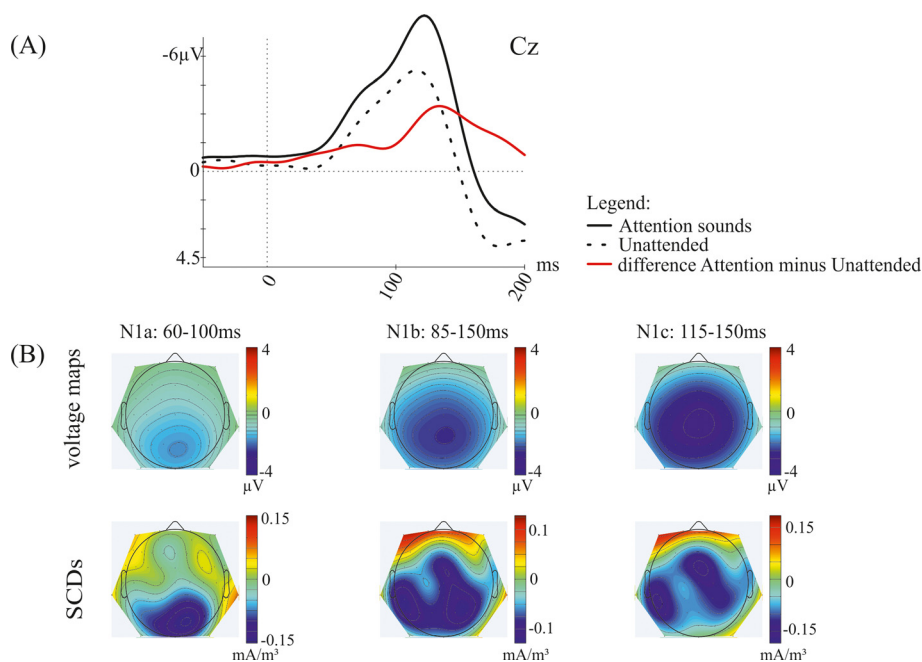 (A)
Cz
-6µV
0
4.5
0
100
200
ms
Legend:
Attention sounds
Unattended
difference Attention minus Unattended
(B)
N1a: 60-100ms
N1b: 85-150ms
N1c: 115-150ms
voltage maps
4
0
-4
µV
4
0
-4
µV
4
0
-4
µV
SCDs
0.15
0
-0.15
mA/m³
0.1
0
-0.1
mA/m³
0.15
0
-0.15
mA/m³